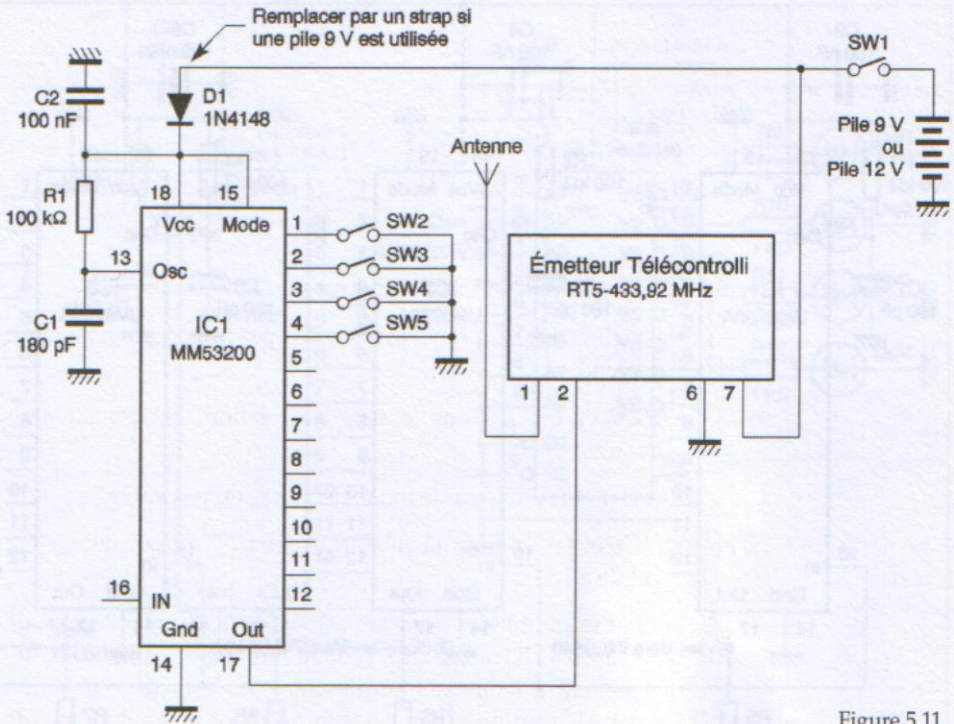 Remplacer par un strap si
une pile 9 V est utilisée
SW1
C2
100 nF
D1
1N4148
Pile 9 V
ou
Pile 12 V
Antenne
R1
100 kΩ
18
15
Vcc
Mode
1
SW2
13
Osc
2
SW3
Émetteur Télécontrolli
RT5-433,92 MHz
3
SW4
C1
180 pF
IC1
MM53200
4
SW5
5
6
1
2
6
7
7
8
9
10
11
12
16
IN
Gnd
Out
14
17
Figure 5.11